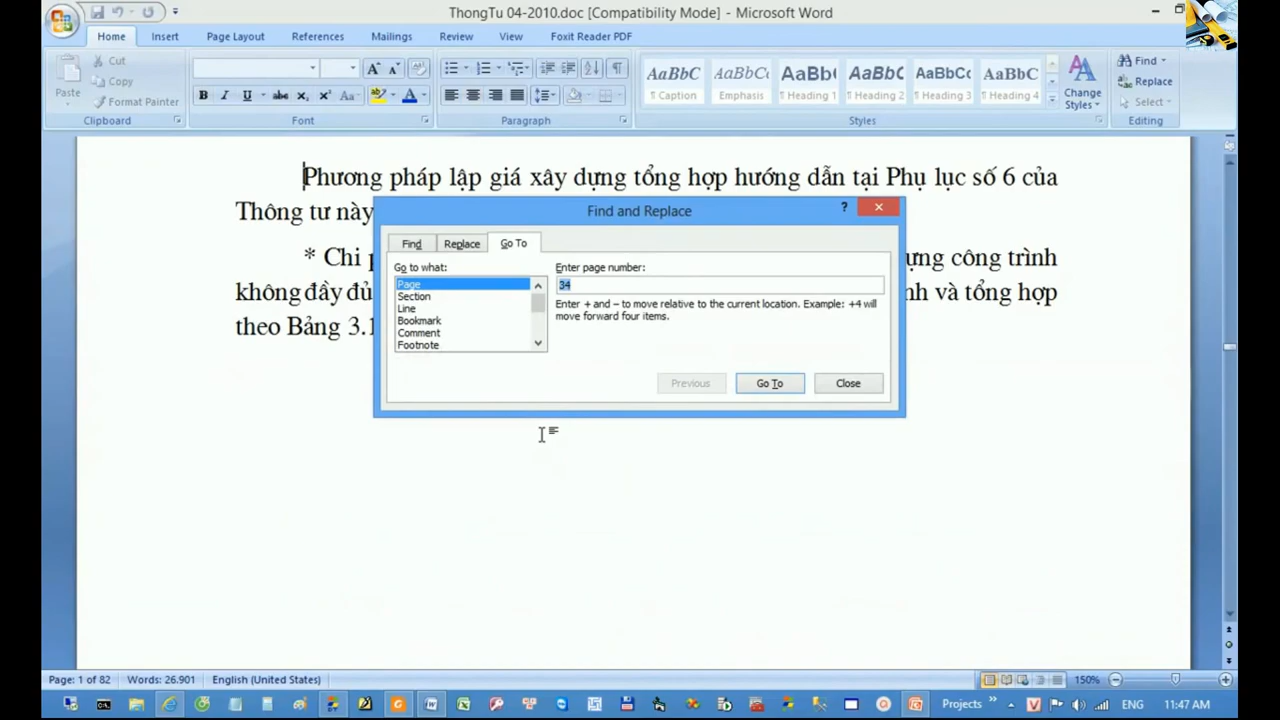 ThongTu 04-2010.doc [Compatibility Mode] - Microsoft Word
Home Insert Page Layout References Mailings Review View Foxit Reader PDF
Paste Cut Copy Format Painter
B I U abc x₂ x² Aa A
AaBbC AaBbCc AaBb( AaBbC AaBbCc AaBbC
¶ Caption Emphasis ¶ Heading 1 ¶ Heading 2 ¶ Heading 3 ¶ Heading 4
Change Styles
Find Replace Select
Clipboard Font Paragraph Styles Editing
Phương pháp lập giá xây dựng tổng hợp hướng dẫn tại Phụ lục số 6 của
Thông tư này
Find and Replace
Find Replace Go To
* Chi ựng công trình
Go to what: Enter page number:
Page 34
Section Enter + and – to move relative to the current location. Example: +4 will
Line move forward four items.
không đầy đủ nh và tổng hợp
Bookmark
Comment
theo Bảng 3.1
Footnote
Previous Go To Close
Page: 1 of 82 Words: 26.901 English (United States) 150%
Projects ENG 11:47 AM